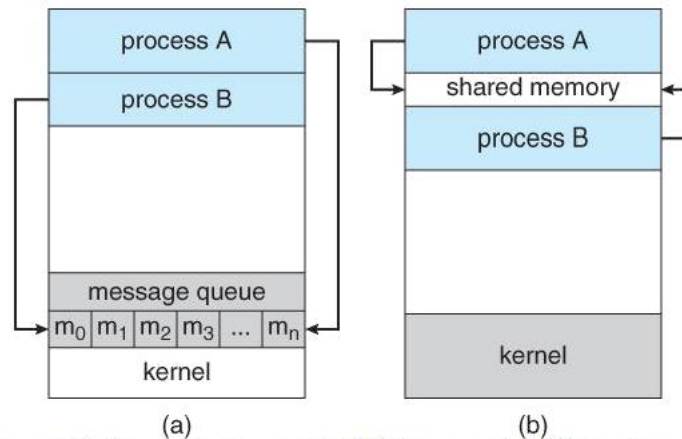 process A
process B
message queue
m₀ m₁ m₂ m₃ ... mₙ
kernel
(a)
process A
shared memory
process B
kernel
(b)